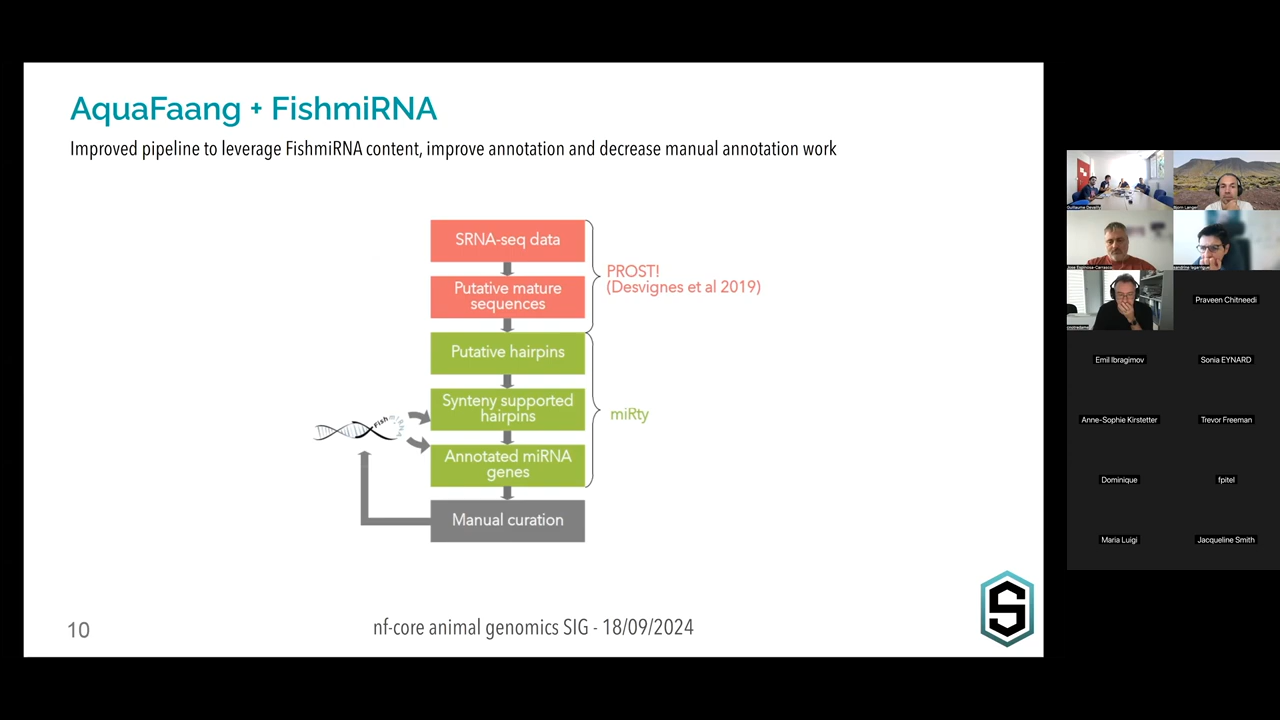 AquaFaang + FishmiRNA
Improved pipeline to leverage FishmiRNA content, improve annotation and decrease manual annotation work
SRNA-seq data
Putative mature
sequences
PROST!
(Desvignes et al 2019)
Putative hairpins
Synteny supported
hairpins
Annotated miRNA
genes
miRty
Fish miRNA
Manual curation
10
nf-core animal genomics SIG - 18/09/2024
S
Praveen Chitneedi
Emil Ibragimov
Sonia EYNARD
Anne-Sophie Kirstetter
Trevor Freeman
Dominique
fpitel
Maria Luigi
Jacqueline Smith